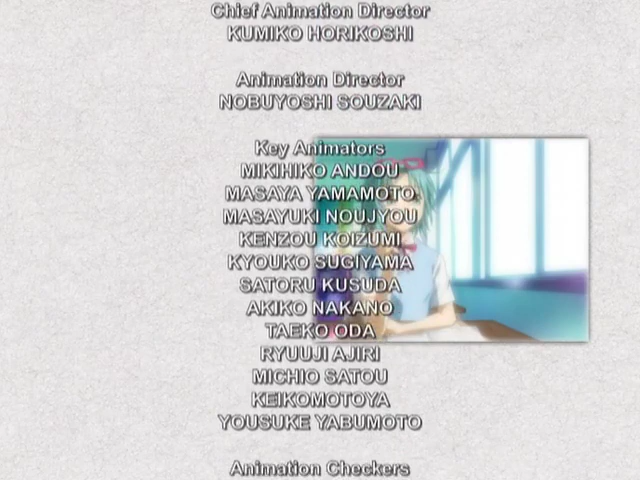 Chief Animation Director
KUMIKO HORIKOSHI
Animation Director
NOBUYOSHI SOUZAKI
Key Animators
MIKIHIKO ANDOU
MASAYA YAMAMOTO
MASAYUKI NOUJYOU
KENZOU KOIZUMI
KYOUKO SUGIYAMA
SATORU KUSUDA
AKIKO NAKANO
TAEKO ODA
RYUUJI AJIRI
MICHIO SATOU
KEIKOMOTOYA
YOUSUKE YABUMOTO
Animation Checkers